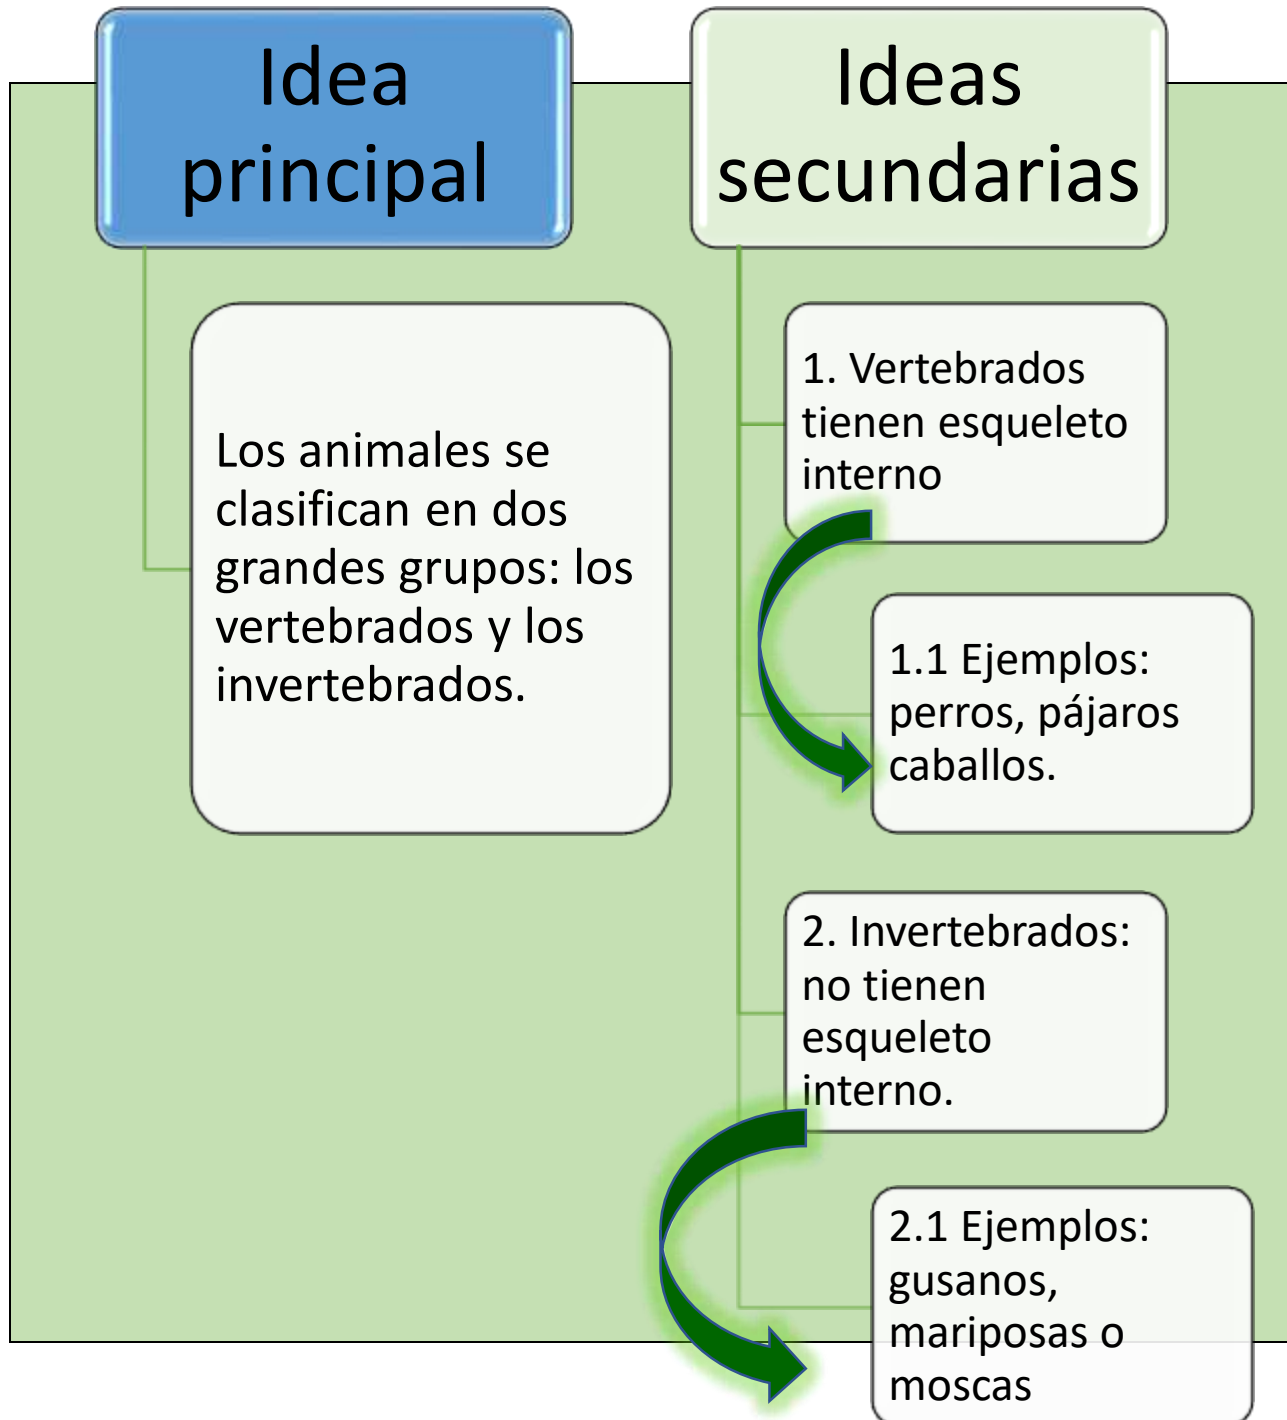 Idea
principal
Los animales se
clasifican en dos
grandes grupos: los
vertebrados y los
invertebrados.
Ideas
secundarias
1. Vertebrados
tienen esqueleto
interno
1.1 Ejemplos:
perros, pájaros
caballos.
2. Invertebrados:
no tienen
esqueleto
interno.
2.1 Ejemplos:
gusanos,
mariposas o
moscas